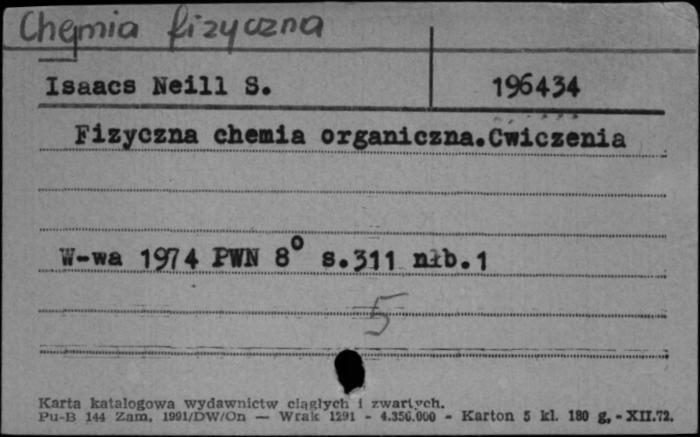 Chemia fizyczna
Isaacs Neill S. 196434
Fizyczna chemia organiczna.Cwiczenia
W-wa 1974 PWN 8° s.311 nlb.1
5
Karta katalogowa wydawnictw ciągłych i zwartych.
Pu-B 144 Zam. 1991/DW/On — Wrak 1291 - 4.356.000 - Karton 5 kl. 180 g. - XII.72.